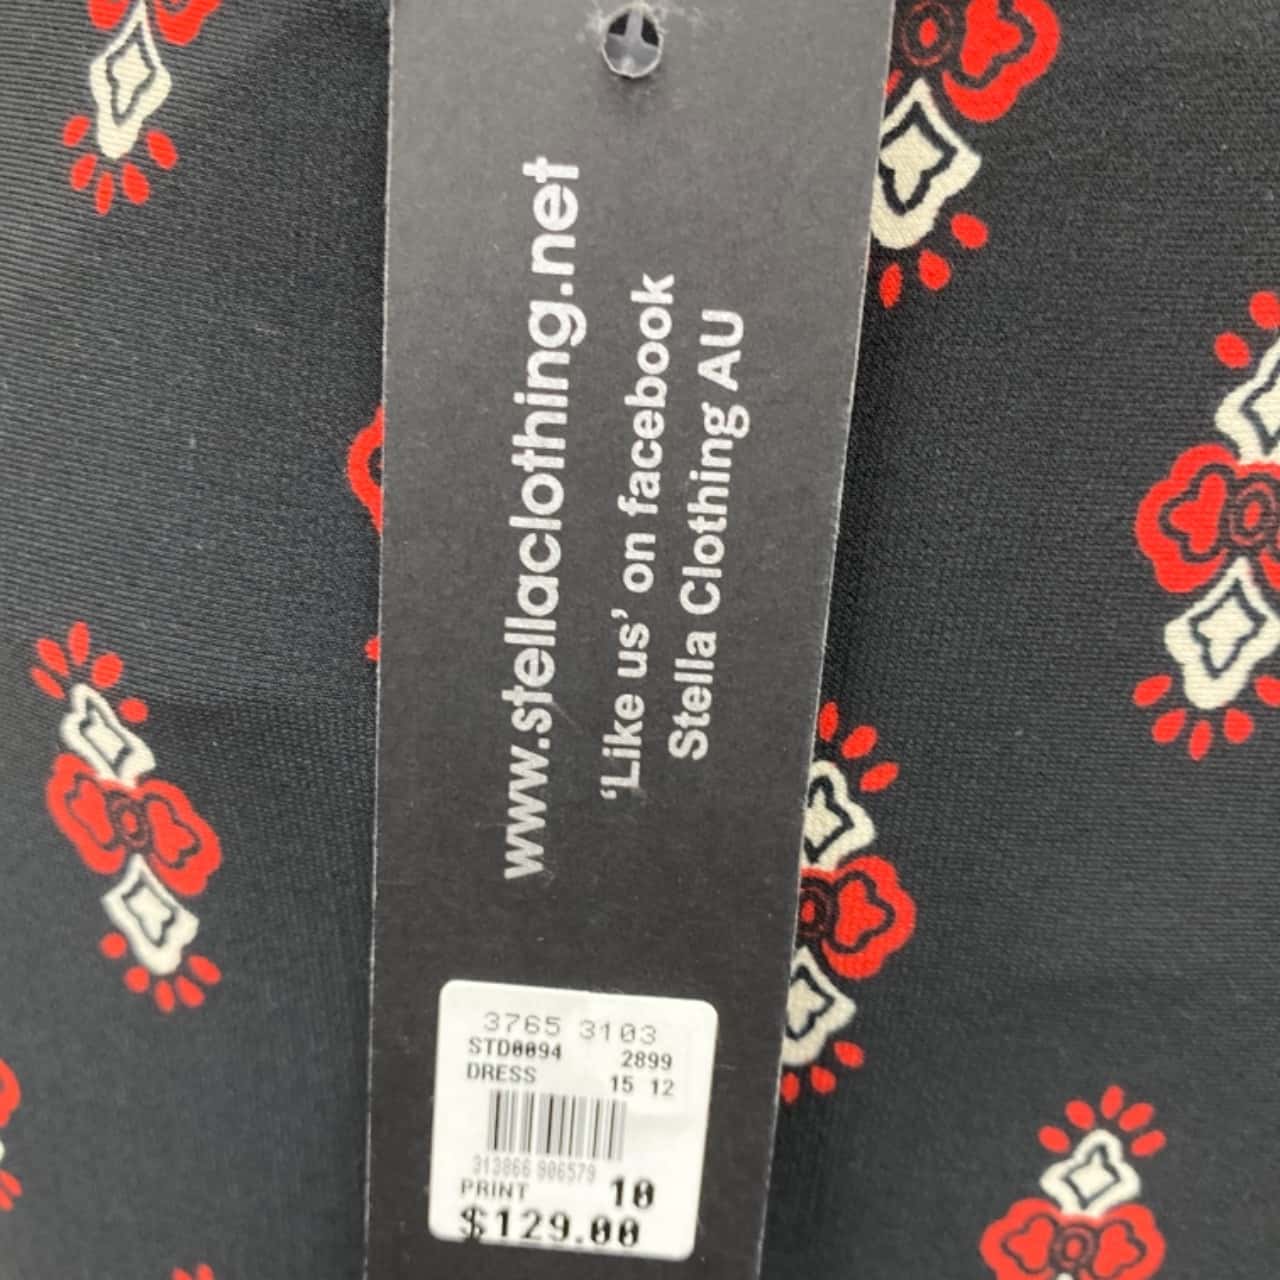 www.stellaclothing.net
'Like us' on facebook
Stella Clothing AU
3765 3103
STD0094 2899
DRESS 15 12
313866 906579
PRINT 10
$129.00